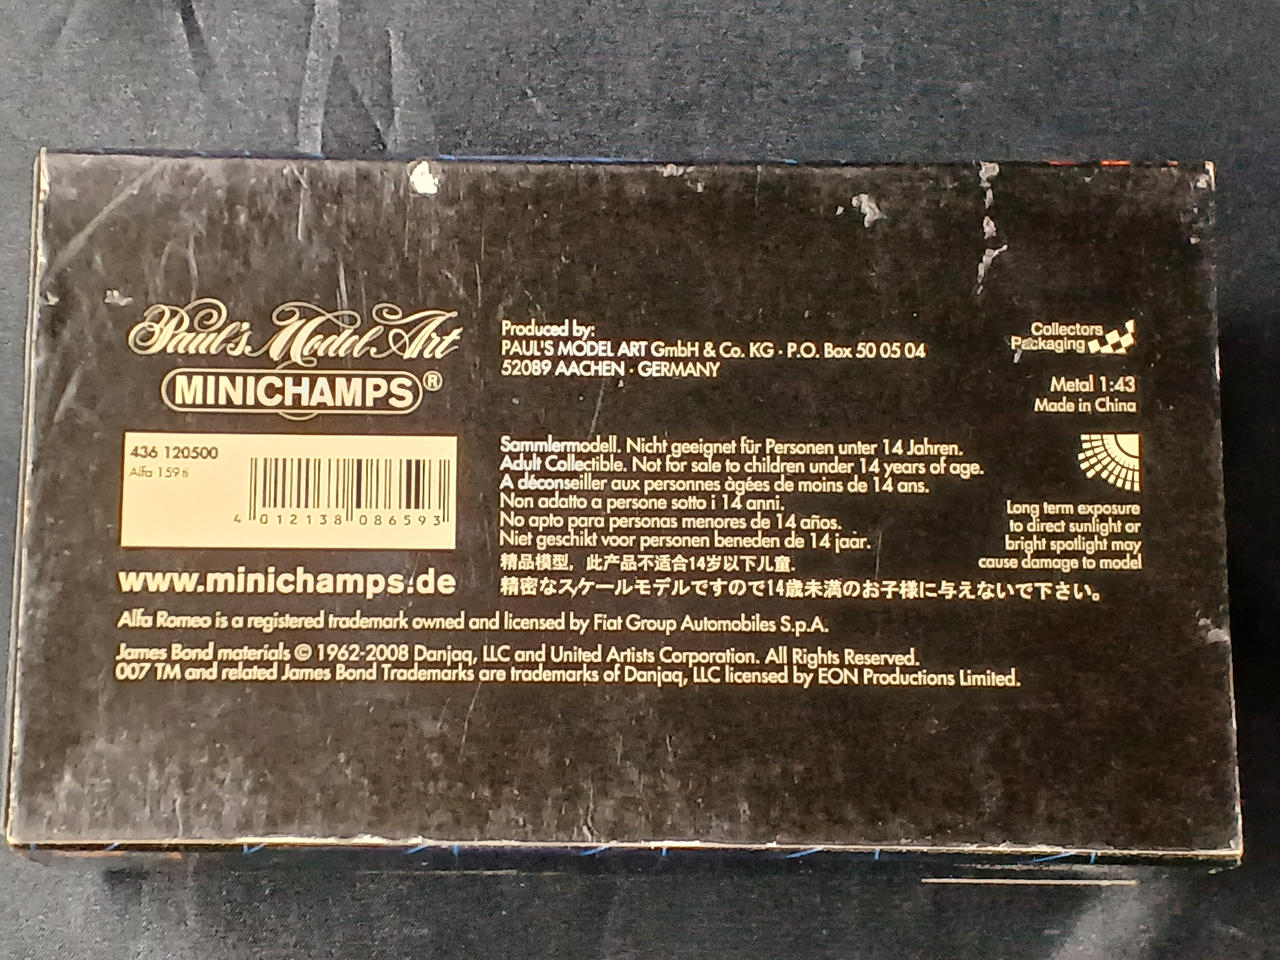 Paul's Model Art
MINICHAMPS®
436 120500
Alfa 159 ti
4 012138 086593
www.minichamps.de
Produced by:
PAUL'S MODEL ART GmbH & Co. KG · P.O. Box 50 05 04
52089 AACHEN · GERMANY
Collectors
Packaging
Metal 1:43
Made in China
Sammlermodell. Nicht geeignet für Personen unter 14 Jahren.
Adult Collectible. Not for sale to children under 14 years of age.
A déconseiller aux personnes âgées de moins de 14 ans.
Non adatto a persone sotto i 14 anni.
No apto para personas menores de 14 años.
Niet geschikt voor personen beneden de 14 jaar.
精品模型，此产品不适合14岁以下儿童.
精密なスケールモデルですので14歳未満のお子様に与えないで下さい。
Long term exposure
to direct sunlight or
bright spotlight may
cause damage to model
Alfa Romeo is a registered trademark owned and licensed by Fiat Group Automobiles S.p.A.
James Bond materials © 1962-2008 Danjaq, LLC and United Artists Corporation. All Rights Reserved.
007 TM and related James Bond Trademarks are trademarks of Danjaq, LLC licensed by EON Productions Limited.